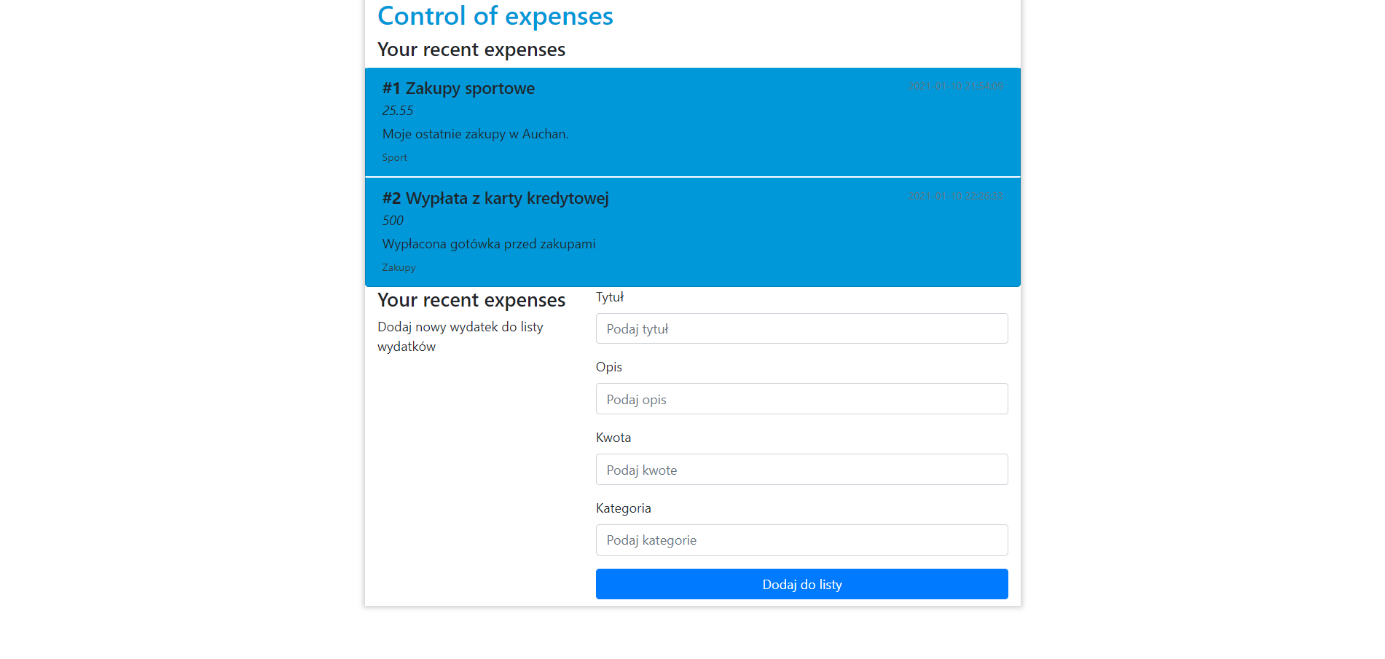 Control of expenses
Your recent expenses
#1 Zakupy sportowe
25.55
Moje ostatnie zakupy w Auchan.
Sport
#2 Wypłata z karty kredytowej
500
Wypłacona gotówka przed zakupami
Zakupy
Your recent expenses
Dodaj nowy wydatek do listy
wydatków
Tytuł
Podaj tytuł
Opis
Podaj opis
Kwota
Podaj kwote
Kategoria
Podaj kategorie
Dodaj do listy